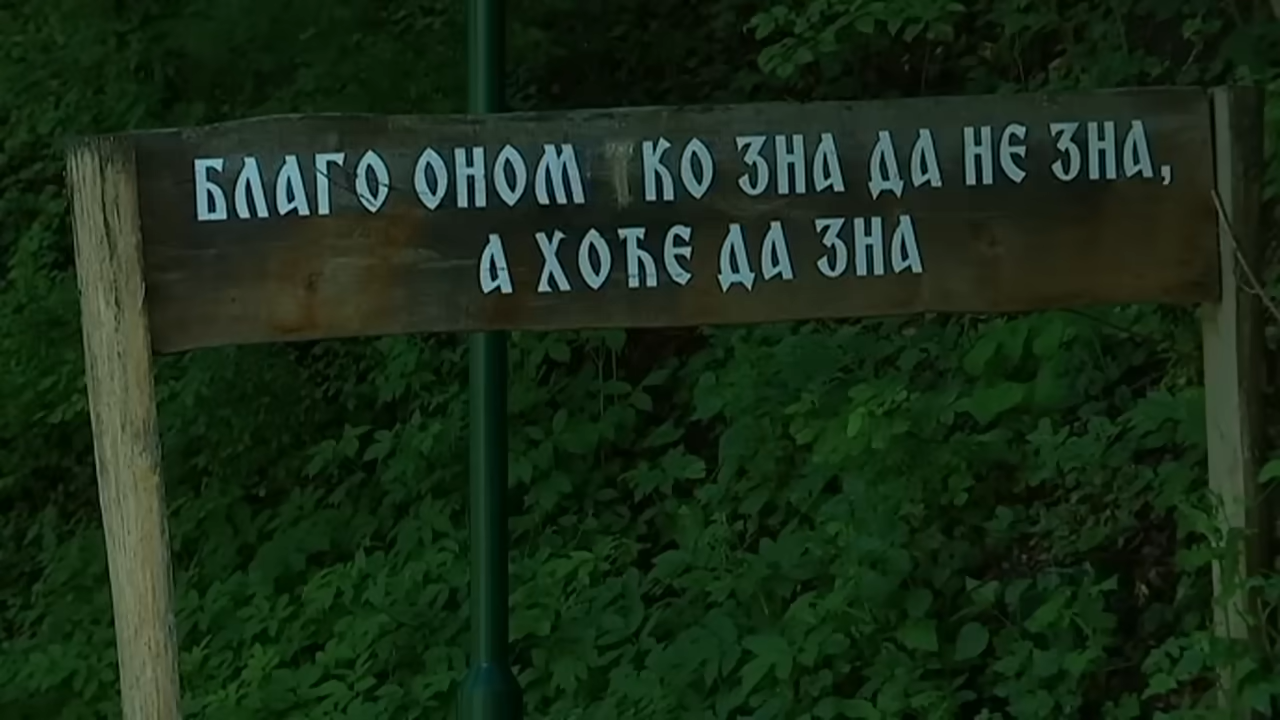 БЛАГО ОНОМ КО ЗНА ДА НЕ ЗНА,
А ХОЋЕ ДА ЗНА